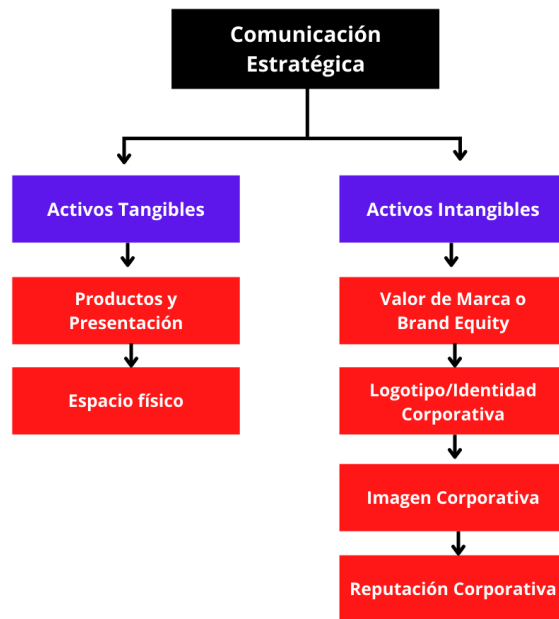 Comunicación
Estratégica
Activos Tangibles
Activos Intangibles
Productos y
Presentación
Valor de Marca o
Brand Equity
Espacio físico
Logotipo/Identidad
Corporativa
Imagen Corporativa
Reputación Corporativa